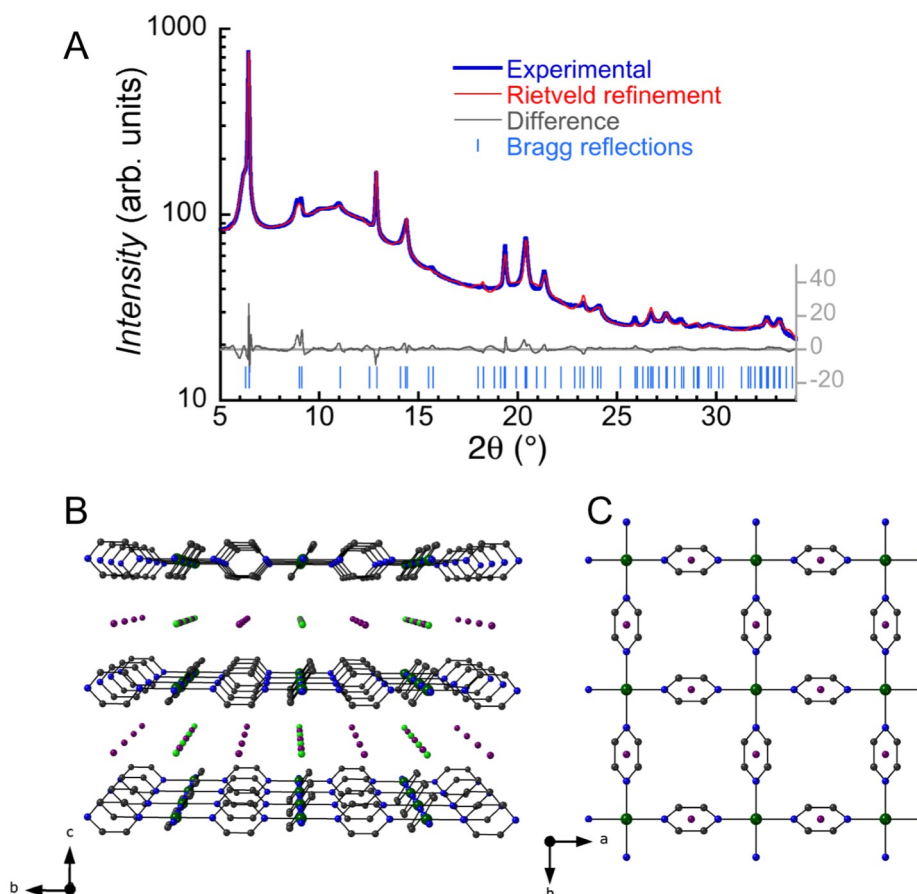 A
1000
100
10
Intensity (arb. units)
Experimental
Rietveld refinement
Difference
Bragg reflections
40
20
0
-20
5
10
15
20
25
30
2θ (°)
B
C
c
b
a
b